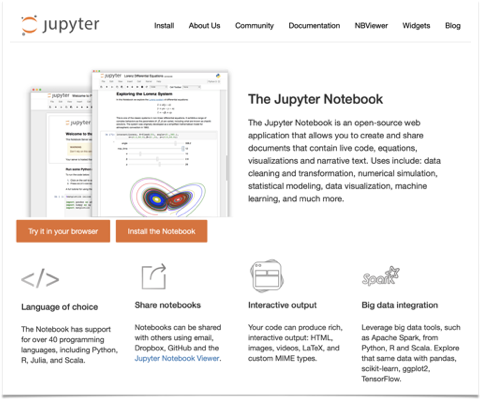 jupyter
Install About Us Community Documentation NBViewer Widgets Blog
Exploring the Lorenz System
The Jupyter Notebook
The Jupyter Notebook is an open-source web
application that allows you to create and share
documents that contain live code, equations,
visualizations and narrative text. Uses include: data
cleaning and transformation, numerical simulation,
statistical modeling, data visualization, machine
learning, and much more.
Try it in your browser
Install the Notebook
</>
Language of choice
The Notebook has support
for over 40 programming
languages, including Python,
R, Julia, and Scala.
Share notebooks
Notebooks can be shared
with others using email,
Dropbox, GitHub and the
Jupyter Notebook Viewer.
Interactive output
Your code can produce rich,
interactive output: HTML,
images, videos, LaTeX, and
custom MIME types.
Spark
Big data integration
Leverage big data tools, such
as Apache Spark, from
Python, R and Scala. Explore
that same data with pandas,
scikit-learn, ggplot2,
TensorFlow.